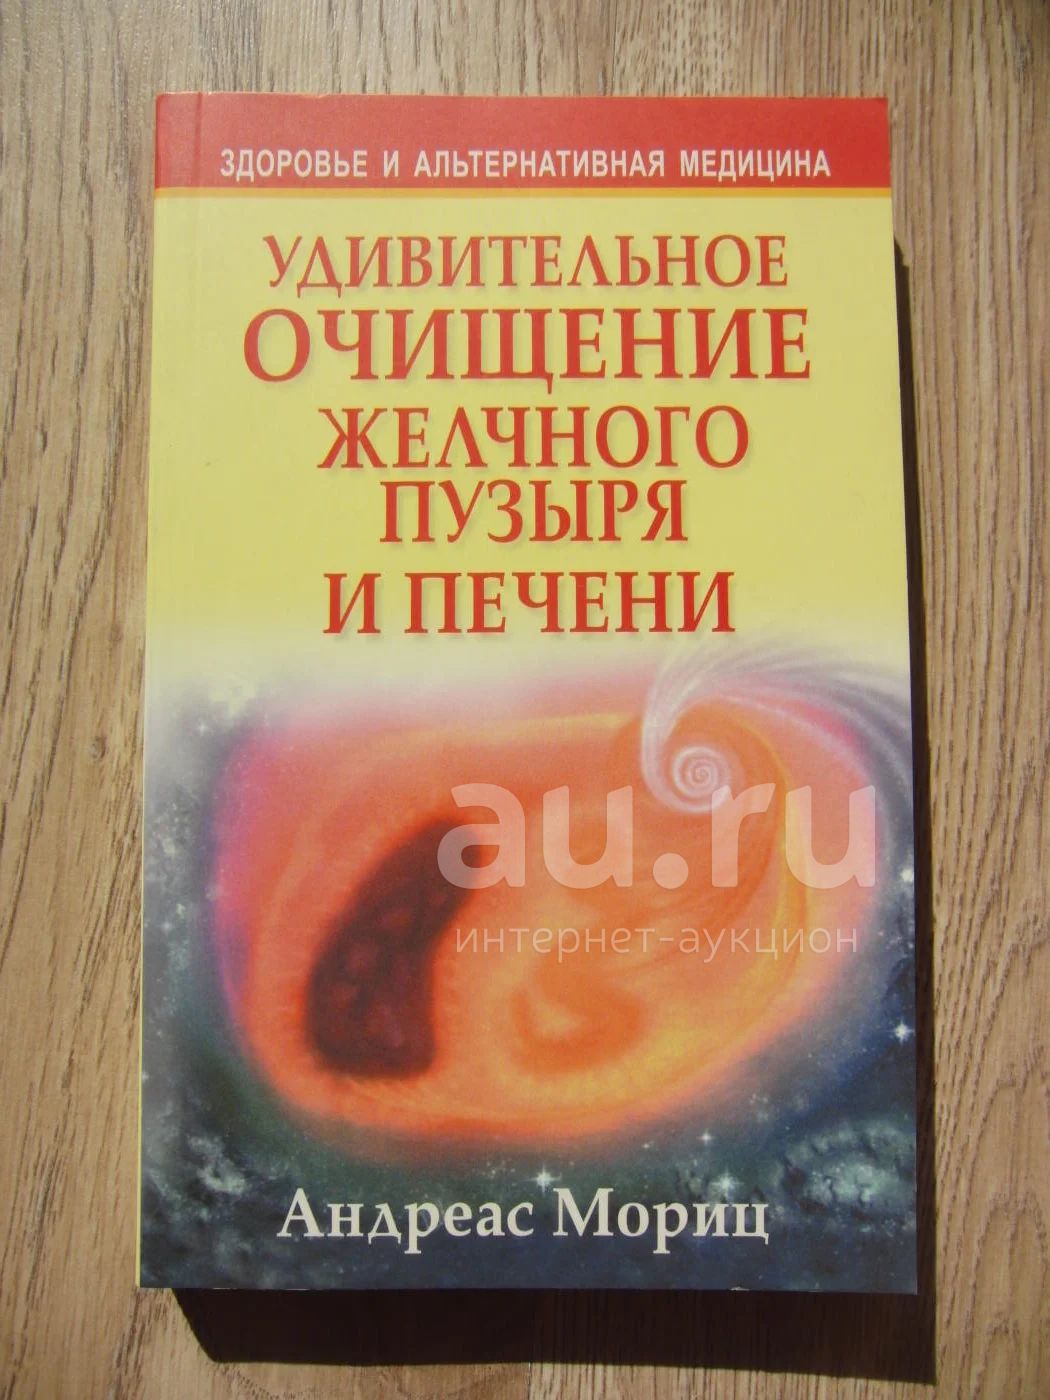 ЗДОРОВЬЕ И АЛЬТЕРНАТИВНАЯ МЕДИЦИНА
УДИВИТЕЛЬНОЕ
ОЧИЩЕНИЕ
ЖЕЛЧНОГО
ПУЗЫРЯ
И ПЕЧЕНИ
au.ru
интернет-аукцион
Андреас Мориц